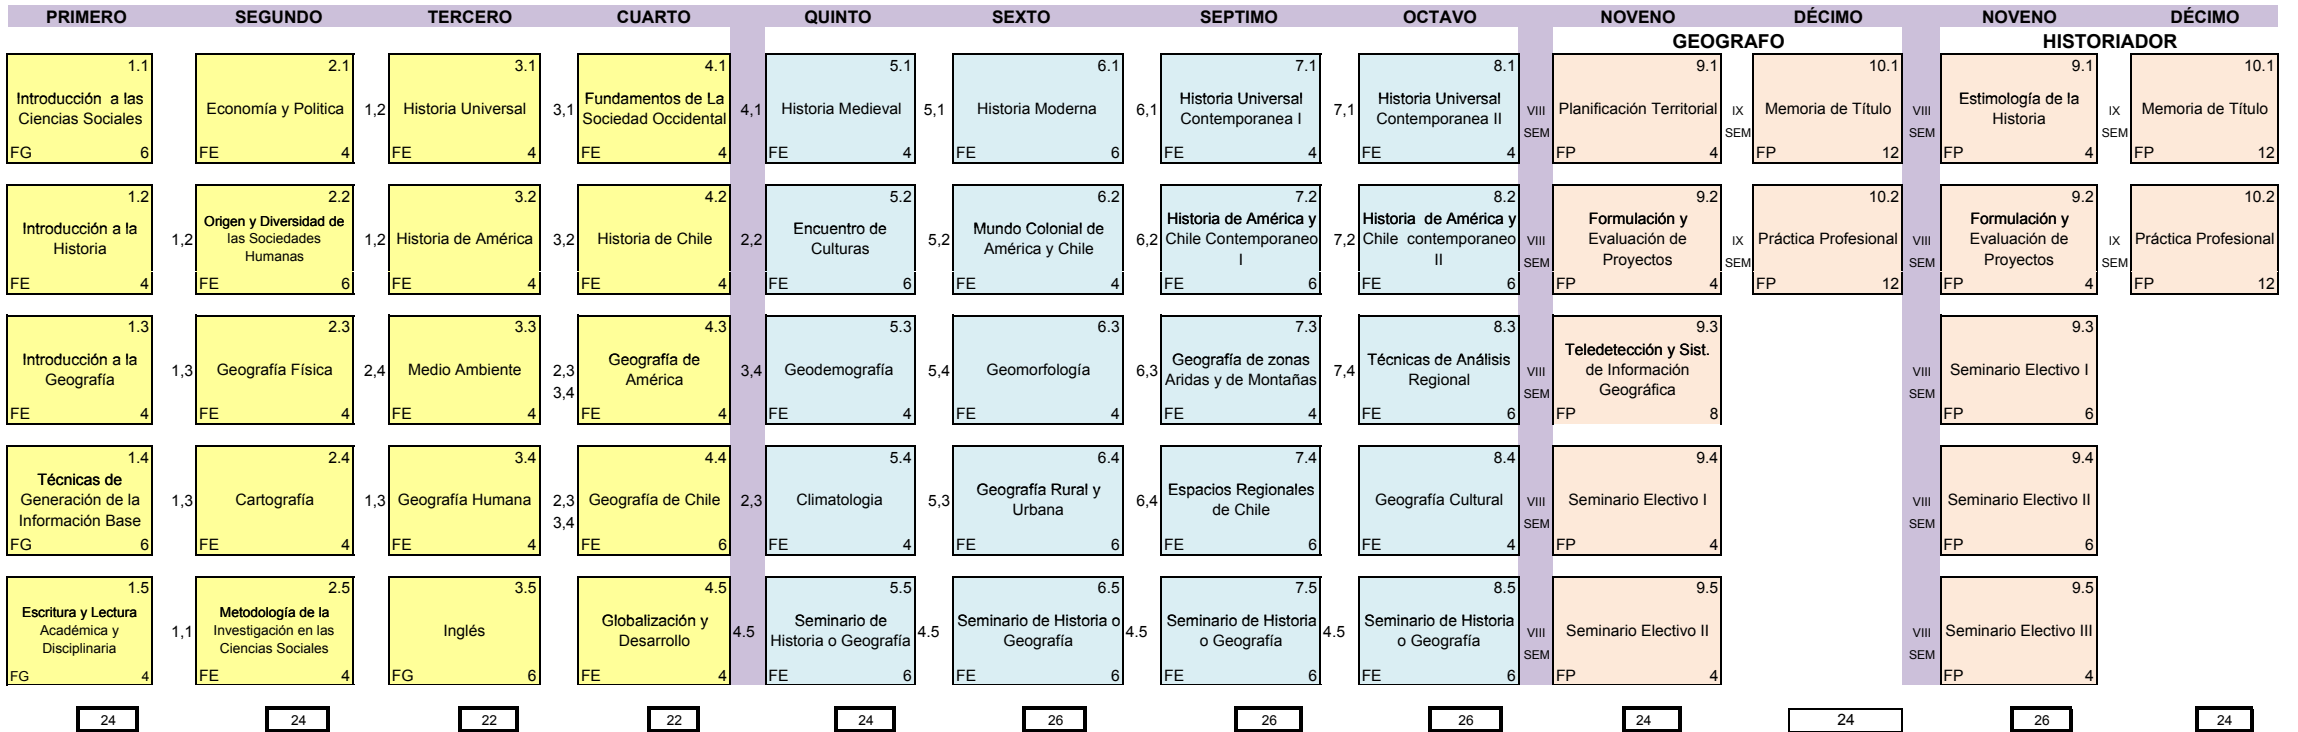 PRIMERO SEGUNDO TERCERO CUARTO QUINTO SEXTO SEPTIMO OCTAVO NOVENO DÉCIMO NOVENO DÉCIMO
GEOGRAFO HISTORIADOR
1.1 2.1 3.1 4.1 5.1 6.1 7.1 8.1 9.1 10.1 9.1 10.1
Introducción a las Fundamentos de La Historia Universal Historia Universal Estimología de la
Economía y Politica 1,2 Historia Universal 3,1 4,1 Historia Medieval 5,1 Historia Moderna 6,1 7,1 VIII Planificación Territorial IX Memoria de Título VIII IX Memoria de Título
Ciencias Sociales Sociedad Occidental Contemporanea I Contemporanea II Historia
SEM SEM SEM SEM
FG 6 FE 4 FE 4 FE 4 FE 4 FE 6 FE 4 FE 4 FP 4 FP 12 FP 4 FP 12
1.2 2.2 3.2 4.2 5.2 6.2 7.2 8.2 9.2 10.2 9.2 10.2
Origen y Diversidad de Historia de América y Historia de América y Formulación y Formulación y
Introducción a la Encuentro de Mundo Colonial de
1,2 las Sociedades 1,2 Historia de América 3,2 Historia de Chile 2,2 5,2 6,2 Chile Contemporaneo 7,2 Chile contemporaneo VIII Evaluación de IX Práctica Profesional VIII Evaluación de IX Práctica Profesional
Historia Culturas América y Chile
Humanas I II SEM Proyectos SEM SEM Proyectos SEM
FE 4 FE 6 FE 4 FE 4 FE 6 FE 4 FE 6 FE 6 FP 4 FP 12 FP 4 FP 12
1.3 2.3 3.3 4.3 5.3 6.3 7.3 8.3 9.3 9.3
Introducción a la Geografía de Geografía de zonas Técnicas de Análisis Teledetección y Sist.
1,3 Geografía Física 2,4 Medio Ambiente 2,3 3,4 Geodemografía 5,4 Geomorfología 6,3 7,4 VIII de Información VIII Seminario Electivo I
Geografía América Aridas y de Montañas Regional
3,4 SEM Geográfica SEM
FE 4 FE 4 FE 4 FE 4 FE 4 FE 4 FE 4 FE 6 FP 8 FP 6
1.4 2.4 3.4 4.4 5.4 6.4 7.4 8.4 9.4 9.4
Técnicas de Geografía Rural y Espacios Regionales
Generación de la 1,3 Cartografía 1,3 Geografía Humana 2,3 Geografía de Chile 2,3 Climatologia 5,3 6,4 Geografía Cultural VIII Seminario Electivo I VIII Seminario Electivo II
Información Base Urbana de Chile
3,4 SEM SEM
FG 6 FE 4 FE 4 FE 6 FE 4 FE 6 FE 6 FE 4 FP 4 FP 6
1.5 2.5 3.5 4.5 5.5 6.5 7.5 8.5 9.5 9.5
Escritura y Lectura Metodología de la Globalización y Seminario de Seminario de Historia o Seminario de Historia Seminario de Historia
Académica y 1,1 Investigación en las Inglés 4.5 4.5 4.5 4.5 VIII Seminario Electivo II VIII Seminario Electivo III
Disciplinaria Ciencias Sociales Desarrollo Historia o Geografía Geografía o Geografía o Geografía
SEM SEM
FG 4 FE 4 FG 6 FE 4 FE 6 FE 6 FE 6 FE 6 FP 4 FP 4
24 24 22 22 24 26 26 26 24 24 26 24